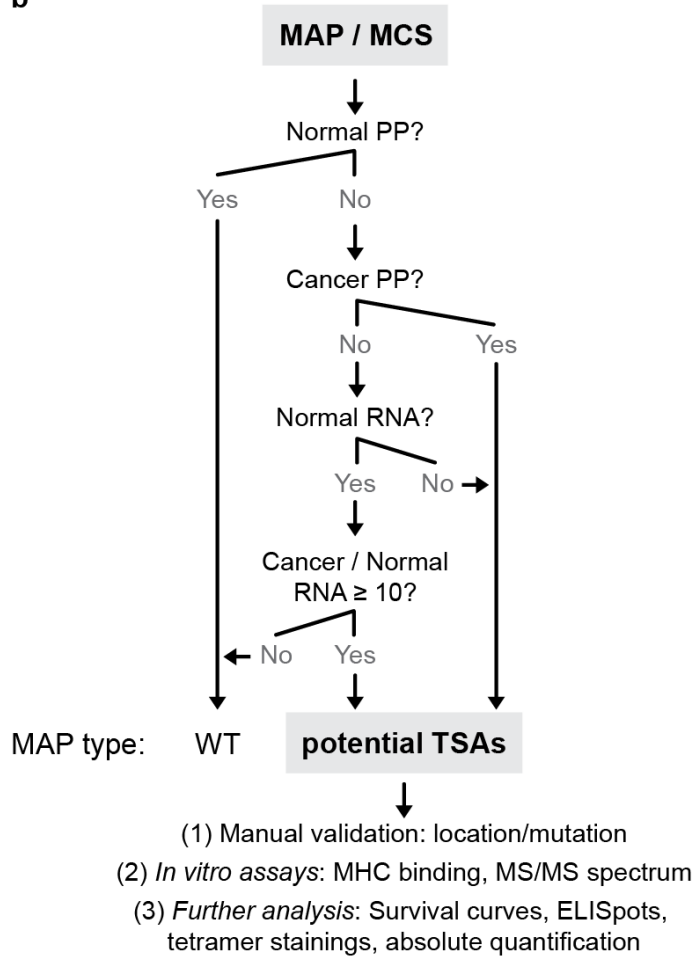 b
MAP / MCS
Normal PP?
Yes No
Cancer PP?
No Yes
Normal RNA?
Yes No
Cancer / Normal
RNA ≥ 10?
No Yes
MAP type: WT potential TSAs
(1) Manual validation: location/mutation
(2) In vitro assays: MHC binding, MS/MS spectrum
(3) Further analysis: Survival curves, ELISpots,
tetramer stainings, absolute quantification